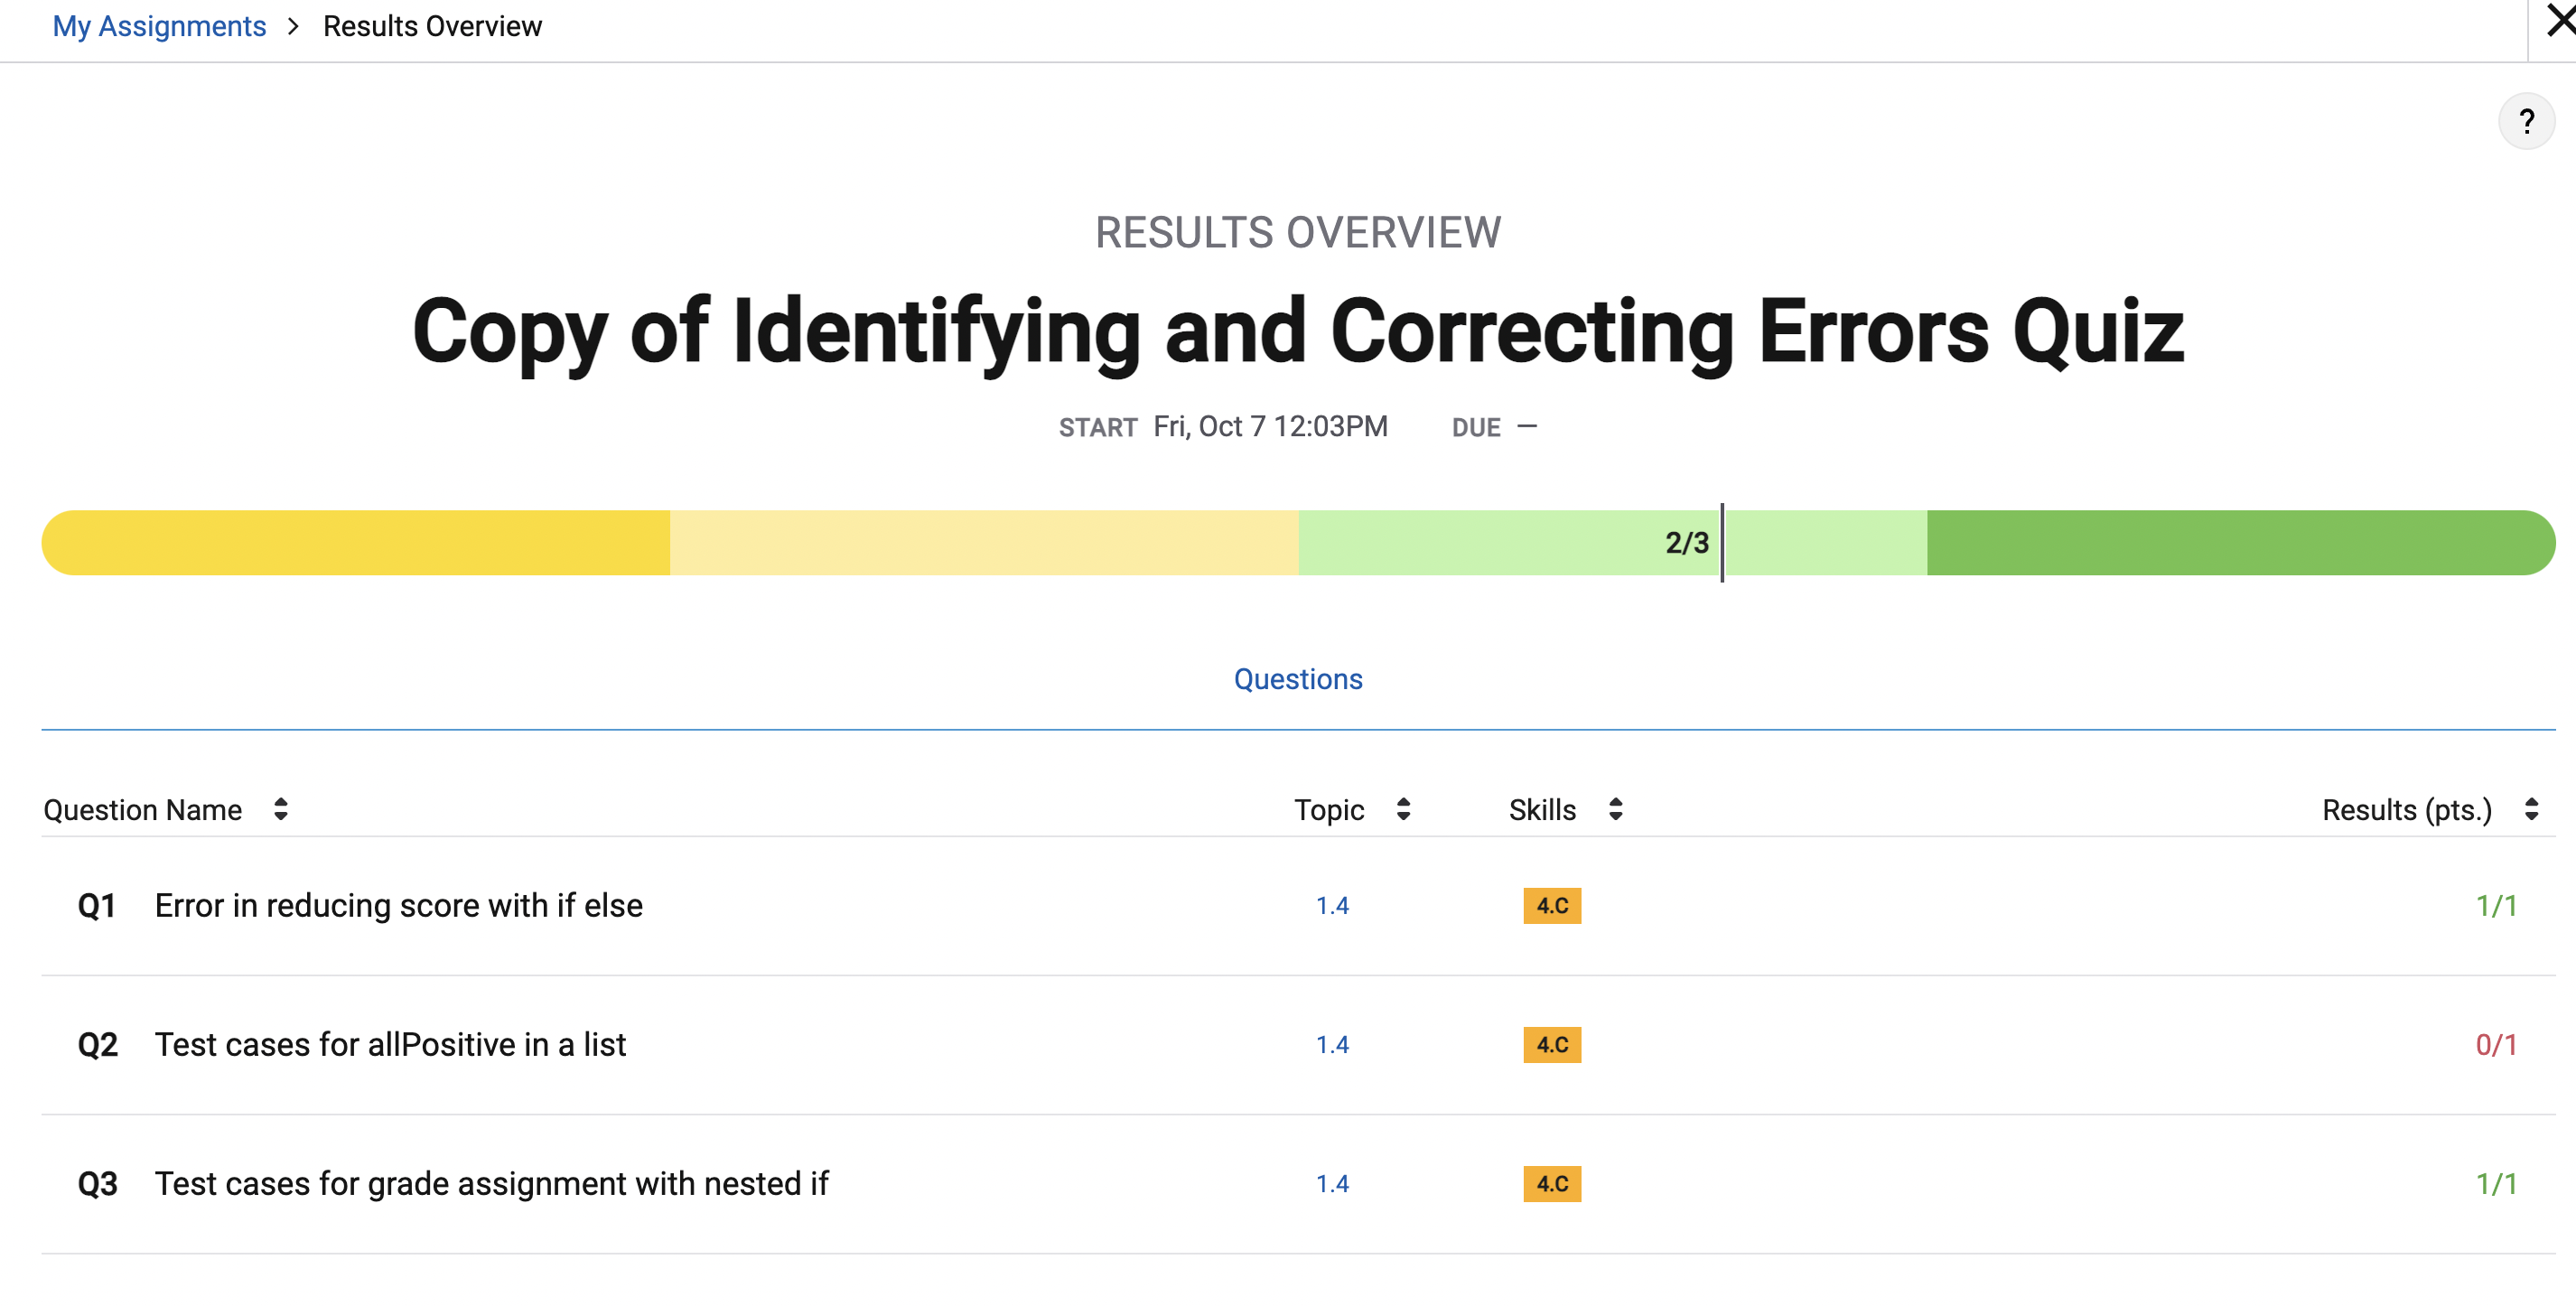 My Assignments > Results Overview
?
RESULTS OVERVIEW
Copy of Identifying and Correcting Errors Quiz
START Fri, Oct 7 12:03PM DUE —
2/3
Questions
Question Name Topic Skills Results (pts.)
Q1 Error in reducing score with if else 1.4 4.C 1/1
Q2 Test cases for allPositive in a list 1.4 4.C 0/1
Q3 Test cases for grade assignment with nested if 1.4 4.C 1/1